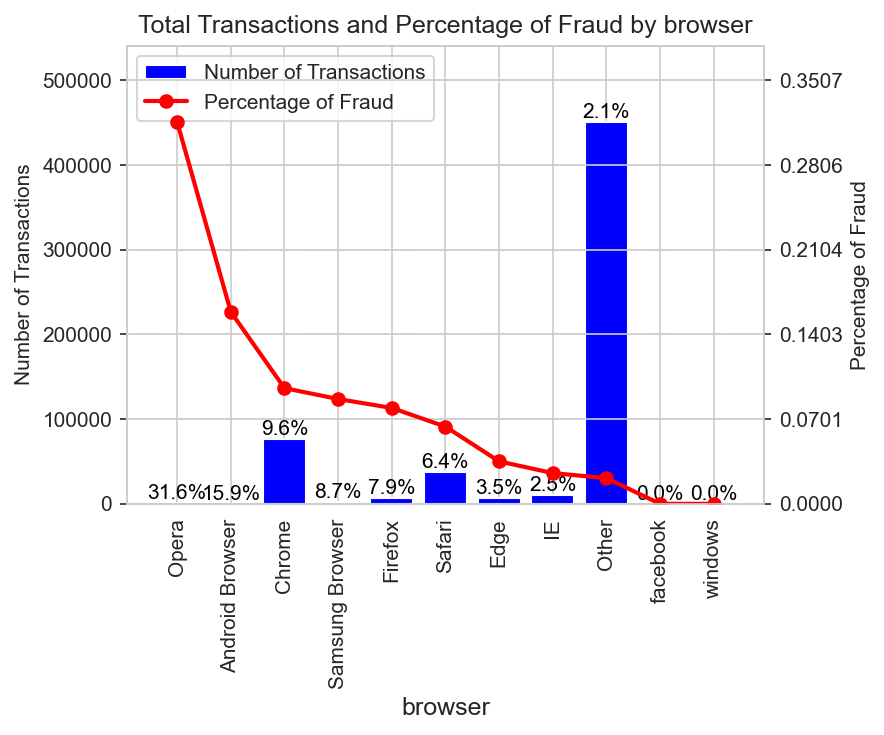 Total Transactions and Percentage of Fraud by browser
Number of Transactions
Percentage of Fraud
500000
400000
300000
200000
100000
0
Number of Transactions
0.3507
0.2806
0.2104
0.1403
0.0701
0.0000
Percentage of Fraud
31.6%
15.9%
9.6%
8.7%
7.9%
6.4%
3.5%
2.5%
2.1%
0.0%
0.0%
Opera
Android Browser
Chrome
Samsung Browser
Firefox
Safari
Edge
IE
Other
facebook
windows
browser